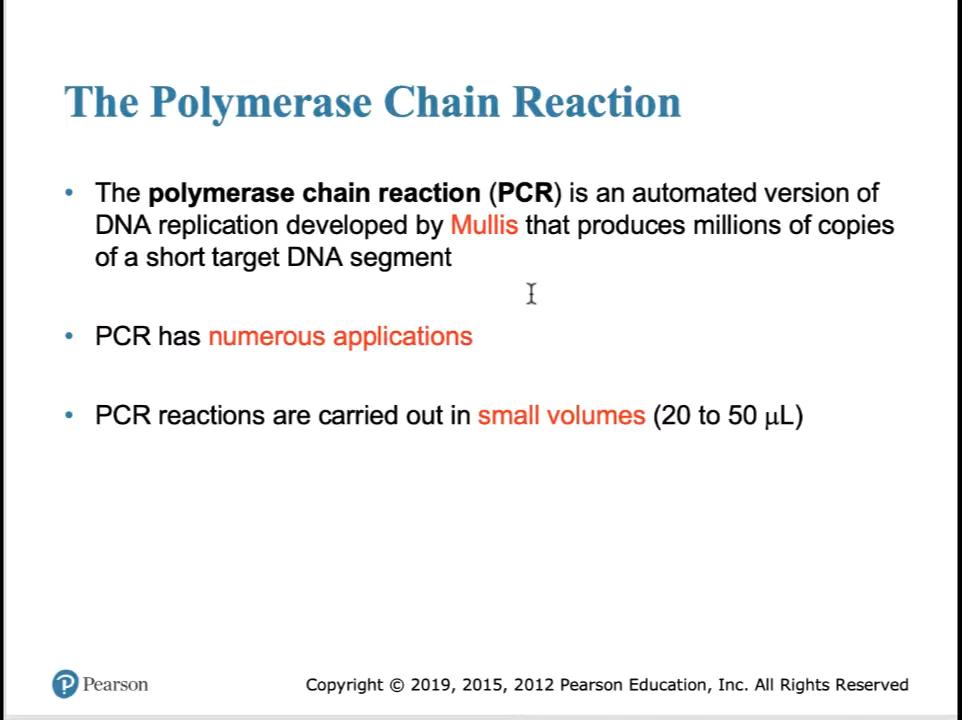 The Polymerase Chain Reaction
• The polymerase chain reaction (PCR) is an automated version of
DNA replication developed by Mullis that produces millions of copies
of a short target DNA segment
• PCR has numerous applications
• PCR reactions are carried out in small volumes (20 to 50 μL)
Pearson
Copyright © 2019, 2015, 2012 Pearson Education, Inc. All Rights Reserved